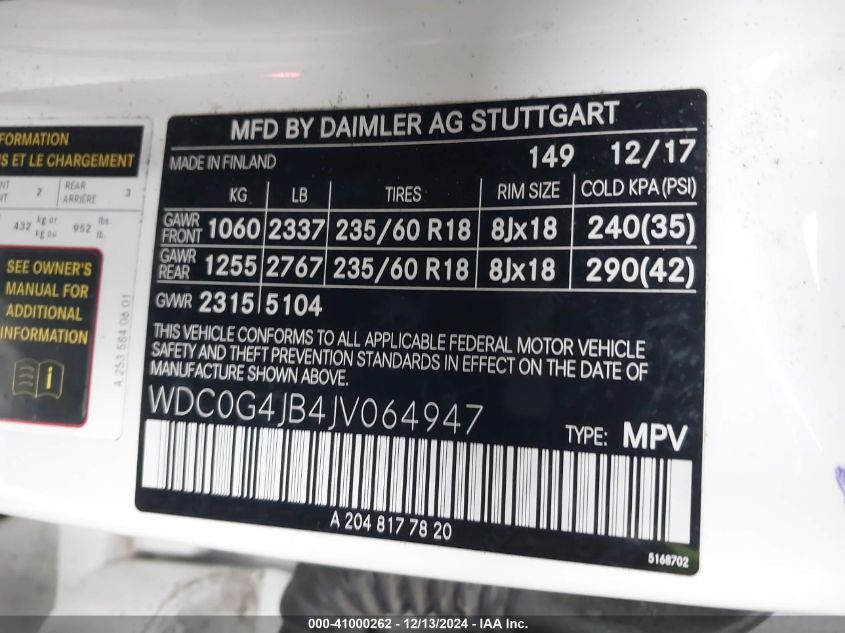 MFD BY DAIMLER AG STUTTGART
MADE IN FINLAND 149 12/17
KG LB TIRES RIM SIZE COLD KPA (PSI)
GAWR FRONT 1060 2337 235/60 R18 8Jx18 240(35)
GAWR REAR 1255 2767 235/60 R18 8Jx18 290(42)
GVWR 2315 5104
THIS VEHICLE CONFORMS TO ALL APPLICABLE FEDERAL MOTOR VEHICLE
SAFETY AND THEFT PREVENTION STANDARDS IN EFFECT ON THE DATE OF
MANUFACTURE SHOWN ABOVE.
WDC0G4JB4JV064947
TYPE: MPV
A 204 817 78 20
5168702
ET LE CHARGEMENT
2 REAR ARRIÈRE 3
432 kg or kg ou 952 lbs. lb.
SEE OWNER'S
MANUAL FOR
ADDITIONAL
INFORMATION
A 253 584 06 01
000-41000262 - 12/13/2024 - IAA Inc.